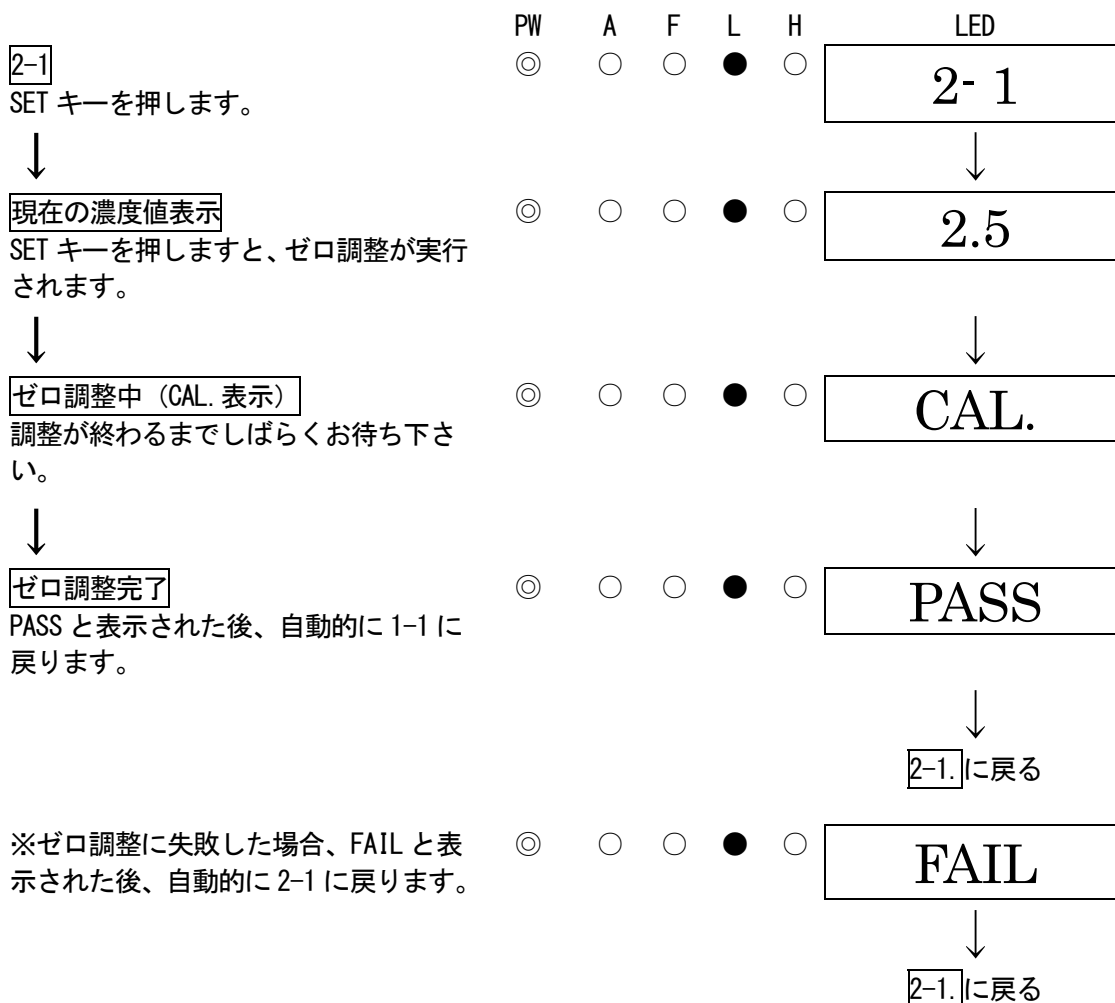 PW A F L H LED
2-1 ◎ ○ ○ ● ○ 2- 1
SET キーを押します。
↓ ↓
現在の濃度値表示 ◎ ○ ○ ● ○ 2.5
SET キーを押しますと、ゼロ調整が実行
されます。
↓ ↓
ゼロ調整中（CAL.表示） ◎ ○ ○ ● ○ CAL.
調整が終わるまでしばらくお待ち下さ
い。
↓ ↓
ゼロ調整完了 ◎ ○ ○ ● ○ PASS
PASS と表示された後、自動的に 1-1 に
戻ります。
↓
2-1.に戻る
※ゼロ調整に失敗した場合、FAIL と表 ◎ ○ ○ ● ○ FAIL
示された後、自動的に 2-1 に戻ります。
↓
2-1.に戻る